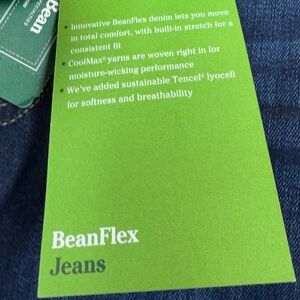 Bean
• Innovative BeanFlex denim lets you move
in total comfort, with built-in stretch for a
consistent fit
• CoolMax® yarns are woven right in for
moisture-wicking performance
• We've added sustainable Tencel® lyocell
for softness and breathability
BeanFlex
Jeans